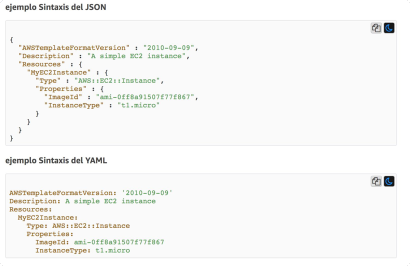 ejemplo Sintaxis del JSON
{
  "AWSTemplateFormatVersion" : "2010-09-09",
  "Description" : "A simple EC2 instance",
  "Resources" : {
    "MyEC2Instance" : {
      "Type" : "AWS::EC2::Instance",
      "Properties" : {
        "ImageId" : "ami-0ff8a91507f77f867",
        "InstanceType" : "t1.micro"
      }
    }
  }
}
ejemplo Sintaxis del YAML
AWSTemplateFormatVersion: '2010-09-09'
Description: A simple EC2 instance
Resources:
  MyEC2Instance:
    Type: AWS::EC2::Instance
    Properties:
      ImageId: ami-0ff8a91507f77f867
      InstanceType: t1.micro